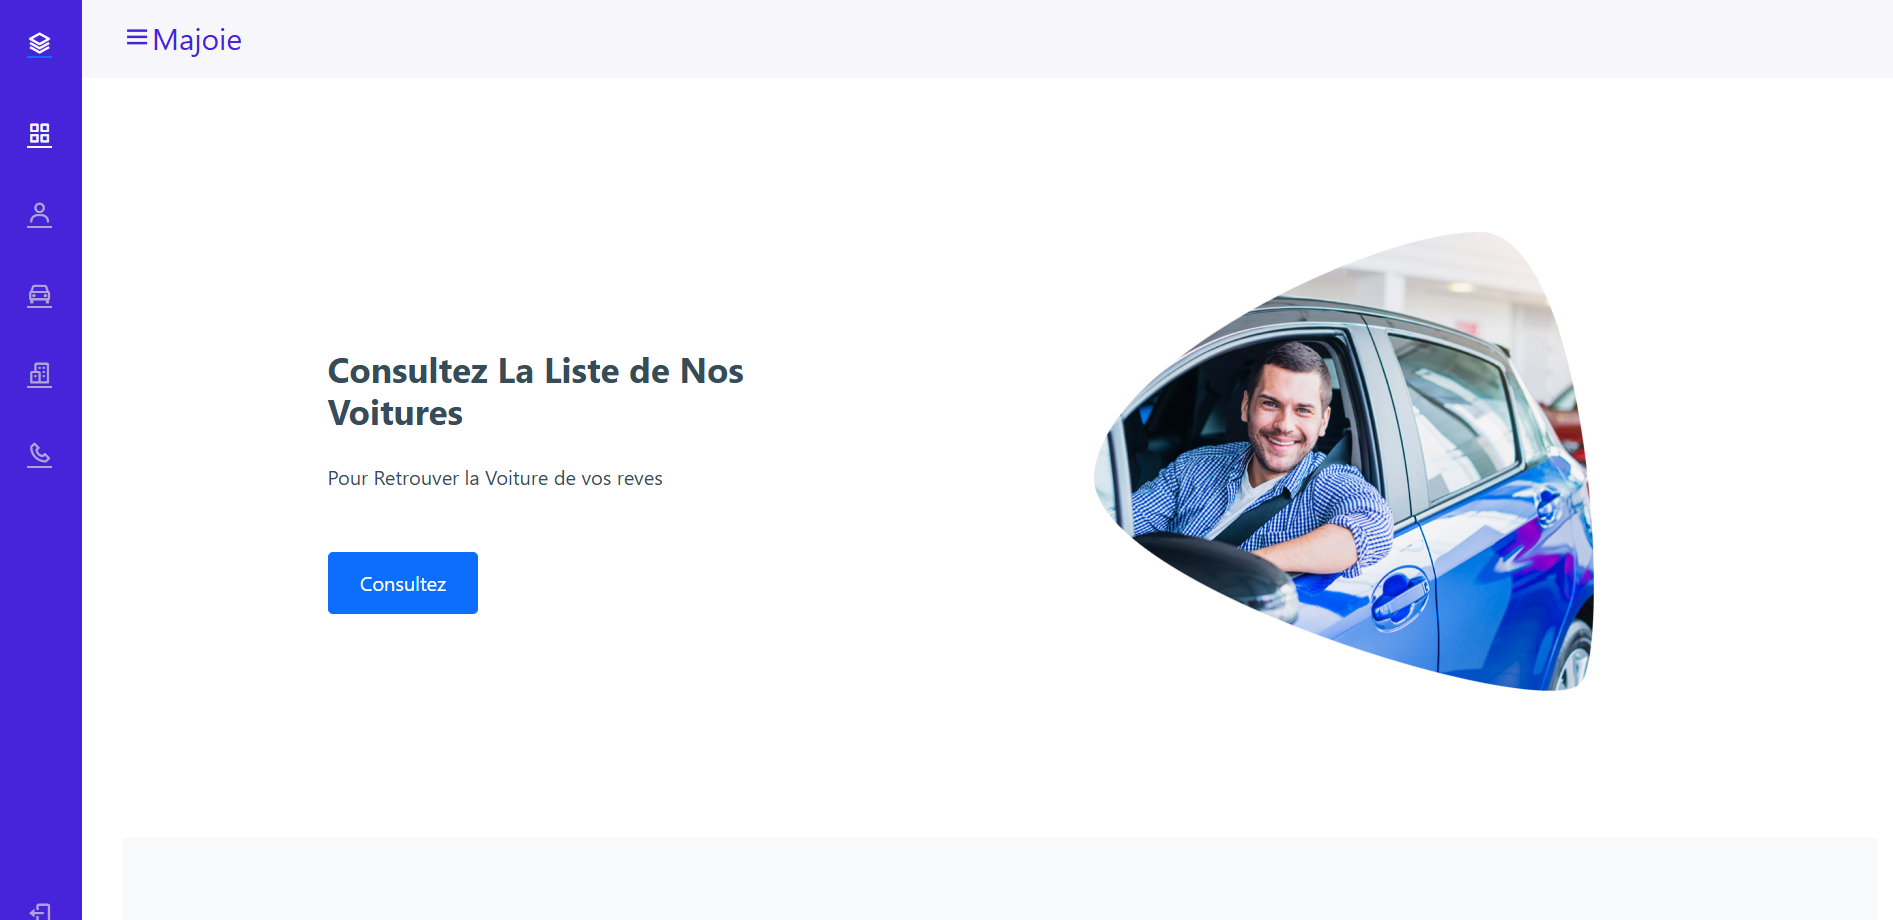 Majoie
Consultez La Liste de Nos
Voitures
Pour Retrouver la Voiture de vos reves
Consultez